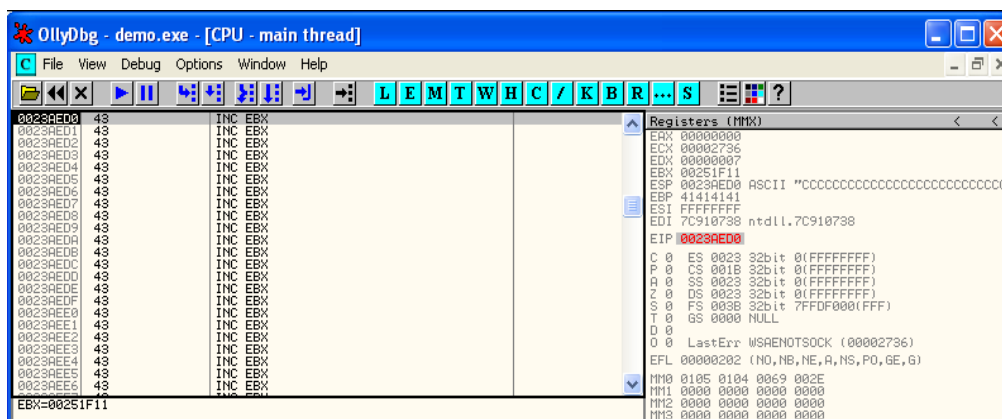 OllyDbg - demo.exe - [CPU - main thread]
C File View Debug Options Window Help
L E M T W H C / K B R ... S ?
0023AED0 43 INC EBX
0023AED1 43 INC EBX
0023AED2 43 INC EBX
0023AED3 43 INC EBX
0023AED4 43 INC EBX
0023AED5 43 INC EBX
0023AED6 43 INC EBX
0023AED7 43 INC EBX
0023AED8 43 INC EBX
0023AED9 43 INC EBX
0023AEDA 43 INC EBX
0023AEDB 43 INC EBX
0023AEDC 43 INC EBX
0023AEDD 43 INC EBX
0023AEDE 43 INC EBX
0023AEDF 43 INC EBX
0023AEE0 43 INC EBX
0023AEE1 43 INC EBX
0023AEE2 43 INC EBX
0023AEE3 43 INC EBX
0023AEE4 43 INC EBX
0023AEE5 43 INC EBX
0023AEE6 43 INC EBX
EBX=00251F11
Registers (MMX) < <
EAX 00000000
ECX 00002736
EDX 00000007
EBX 00251F11
ESP 0023AED0 ASCII "CCCCCCCCCCCCCCCCCCCCCCCCCC
EBP 41414141
ESI FFFFFFFF
EDI 7C910738 ntdll.7C910738
EIP 0023AED0
C 0 ES 0023 32bit 0(FFFFFFFF)
P 0 CS 001B 32bit 0(FFFFFFFF)
A 0 SS 0023 32bit 0(FFFFFFFF)
Z 0 DS 0023 32bit 0(FFFFFFFF)
S 0 FS 003B 32bit 7FFDF000(FFF)
T 0 GS 0000 NULL
D 0
O 0 LastErr WSAENOTSOCK (00002736)
EFL 00000202 (NO,NB,NE,A,NS,PO,GE,G)
MM0 0105 0104 0069 002E
MM1 0000 0000 0000 0000
MM2 0000 0000 0000 0000
MM3 0000 0000 0000 0000